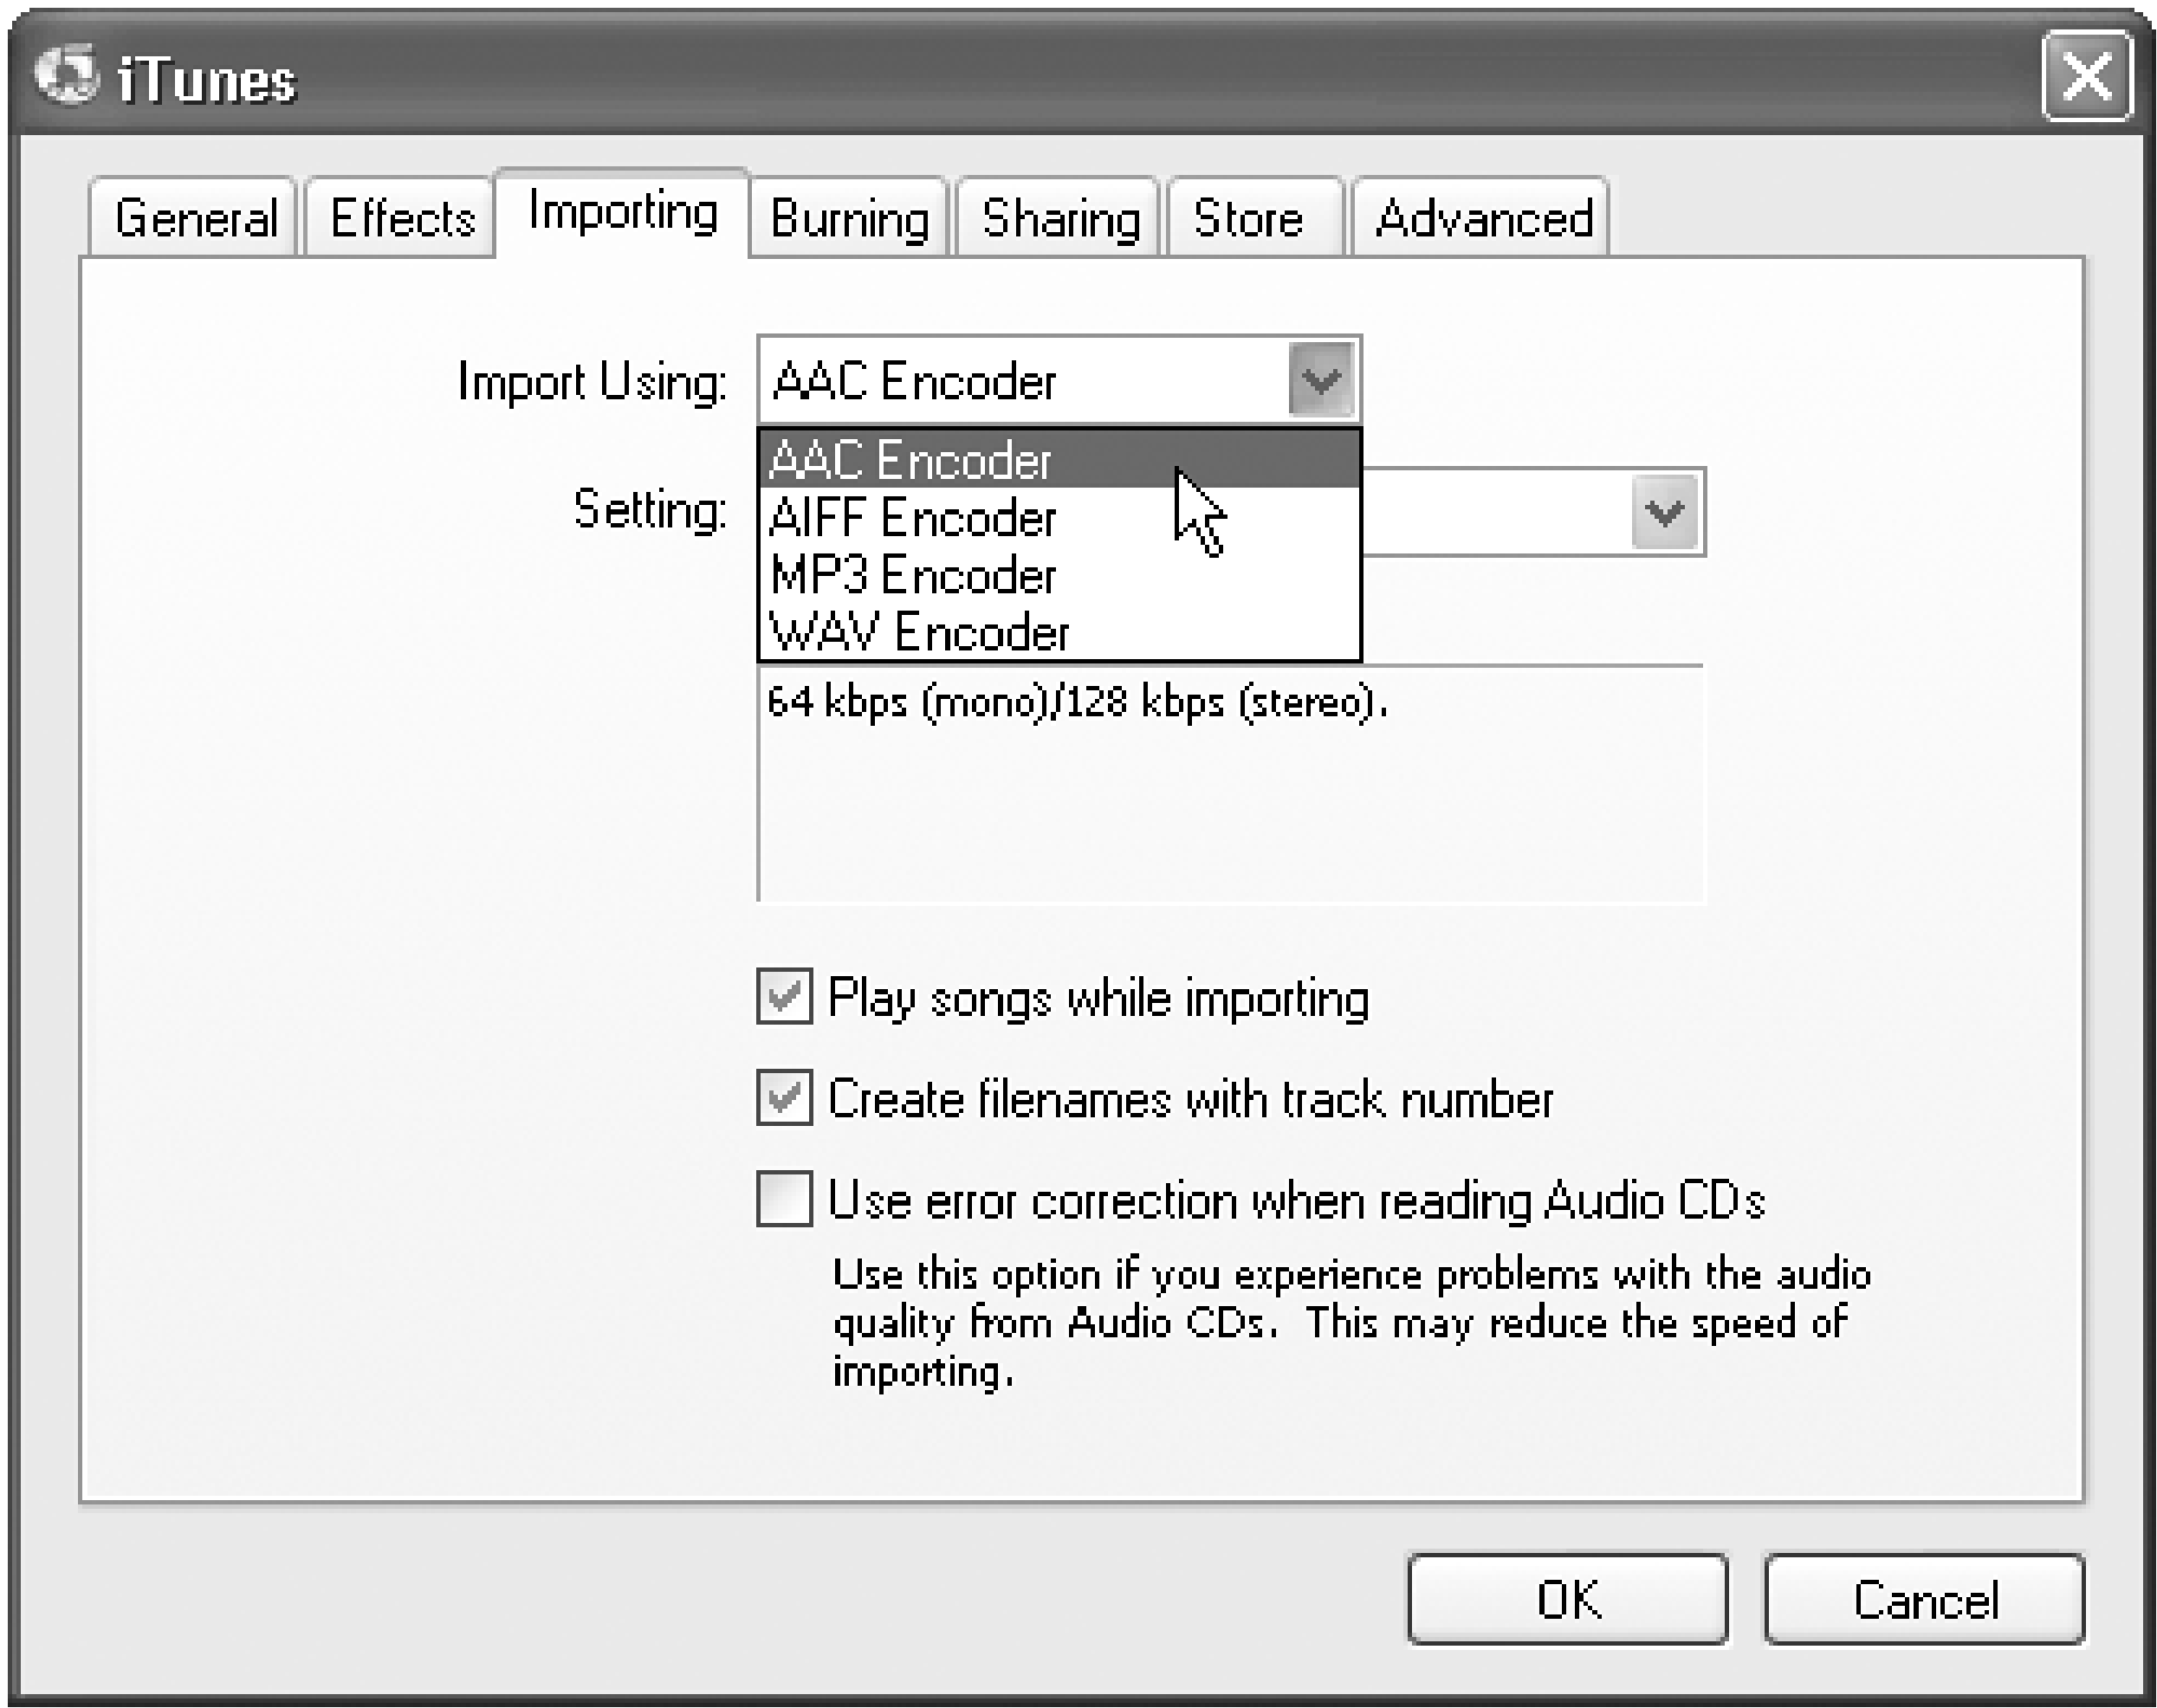 iTunes
General Effects Importing Burning Sharing Store Advanced
Import Using: AAC Encoder
AAC Encoder
Setting:
AIFF Encoder
MP3 Encoder
WAV Encoder
64 kbps (mono)/128 kbps (stereo).
Play songs while importing
Create filenames with track number
Use error correction when reading Audio CDs
Use this option if you experience problems with the audio
quality from Audio CDs.  This may reduce the speed of
importing.
OK Cancel